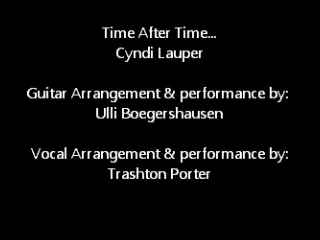 Time After Time...
Cyndi Lauper
Guitar Arrangement & performance by:
Ulli Boegershausen
Vocal Arrangement & performance by:
Trashton Porter